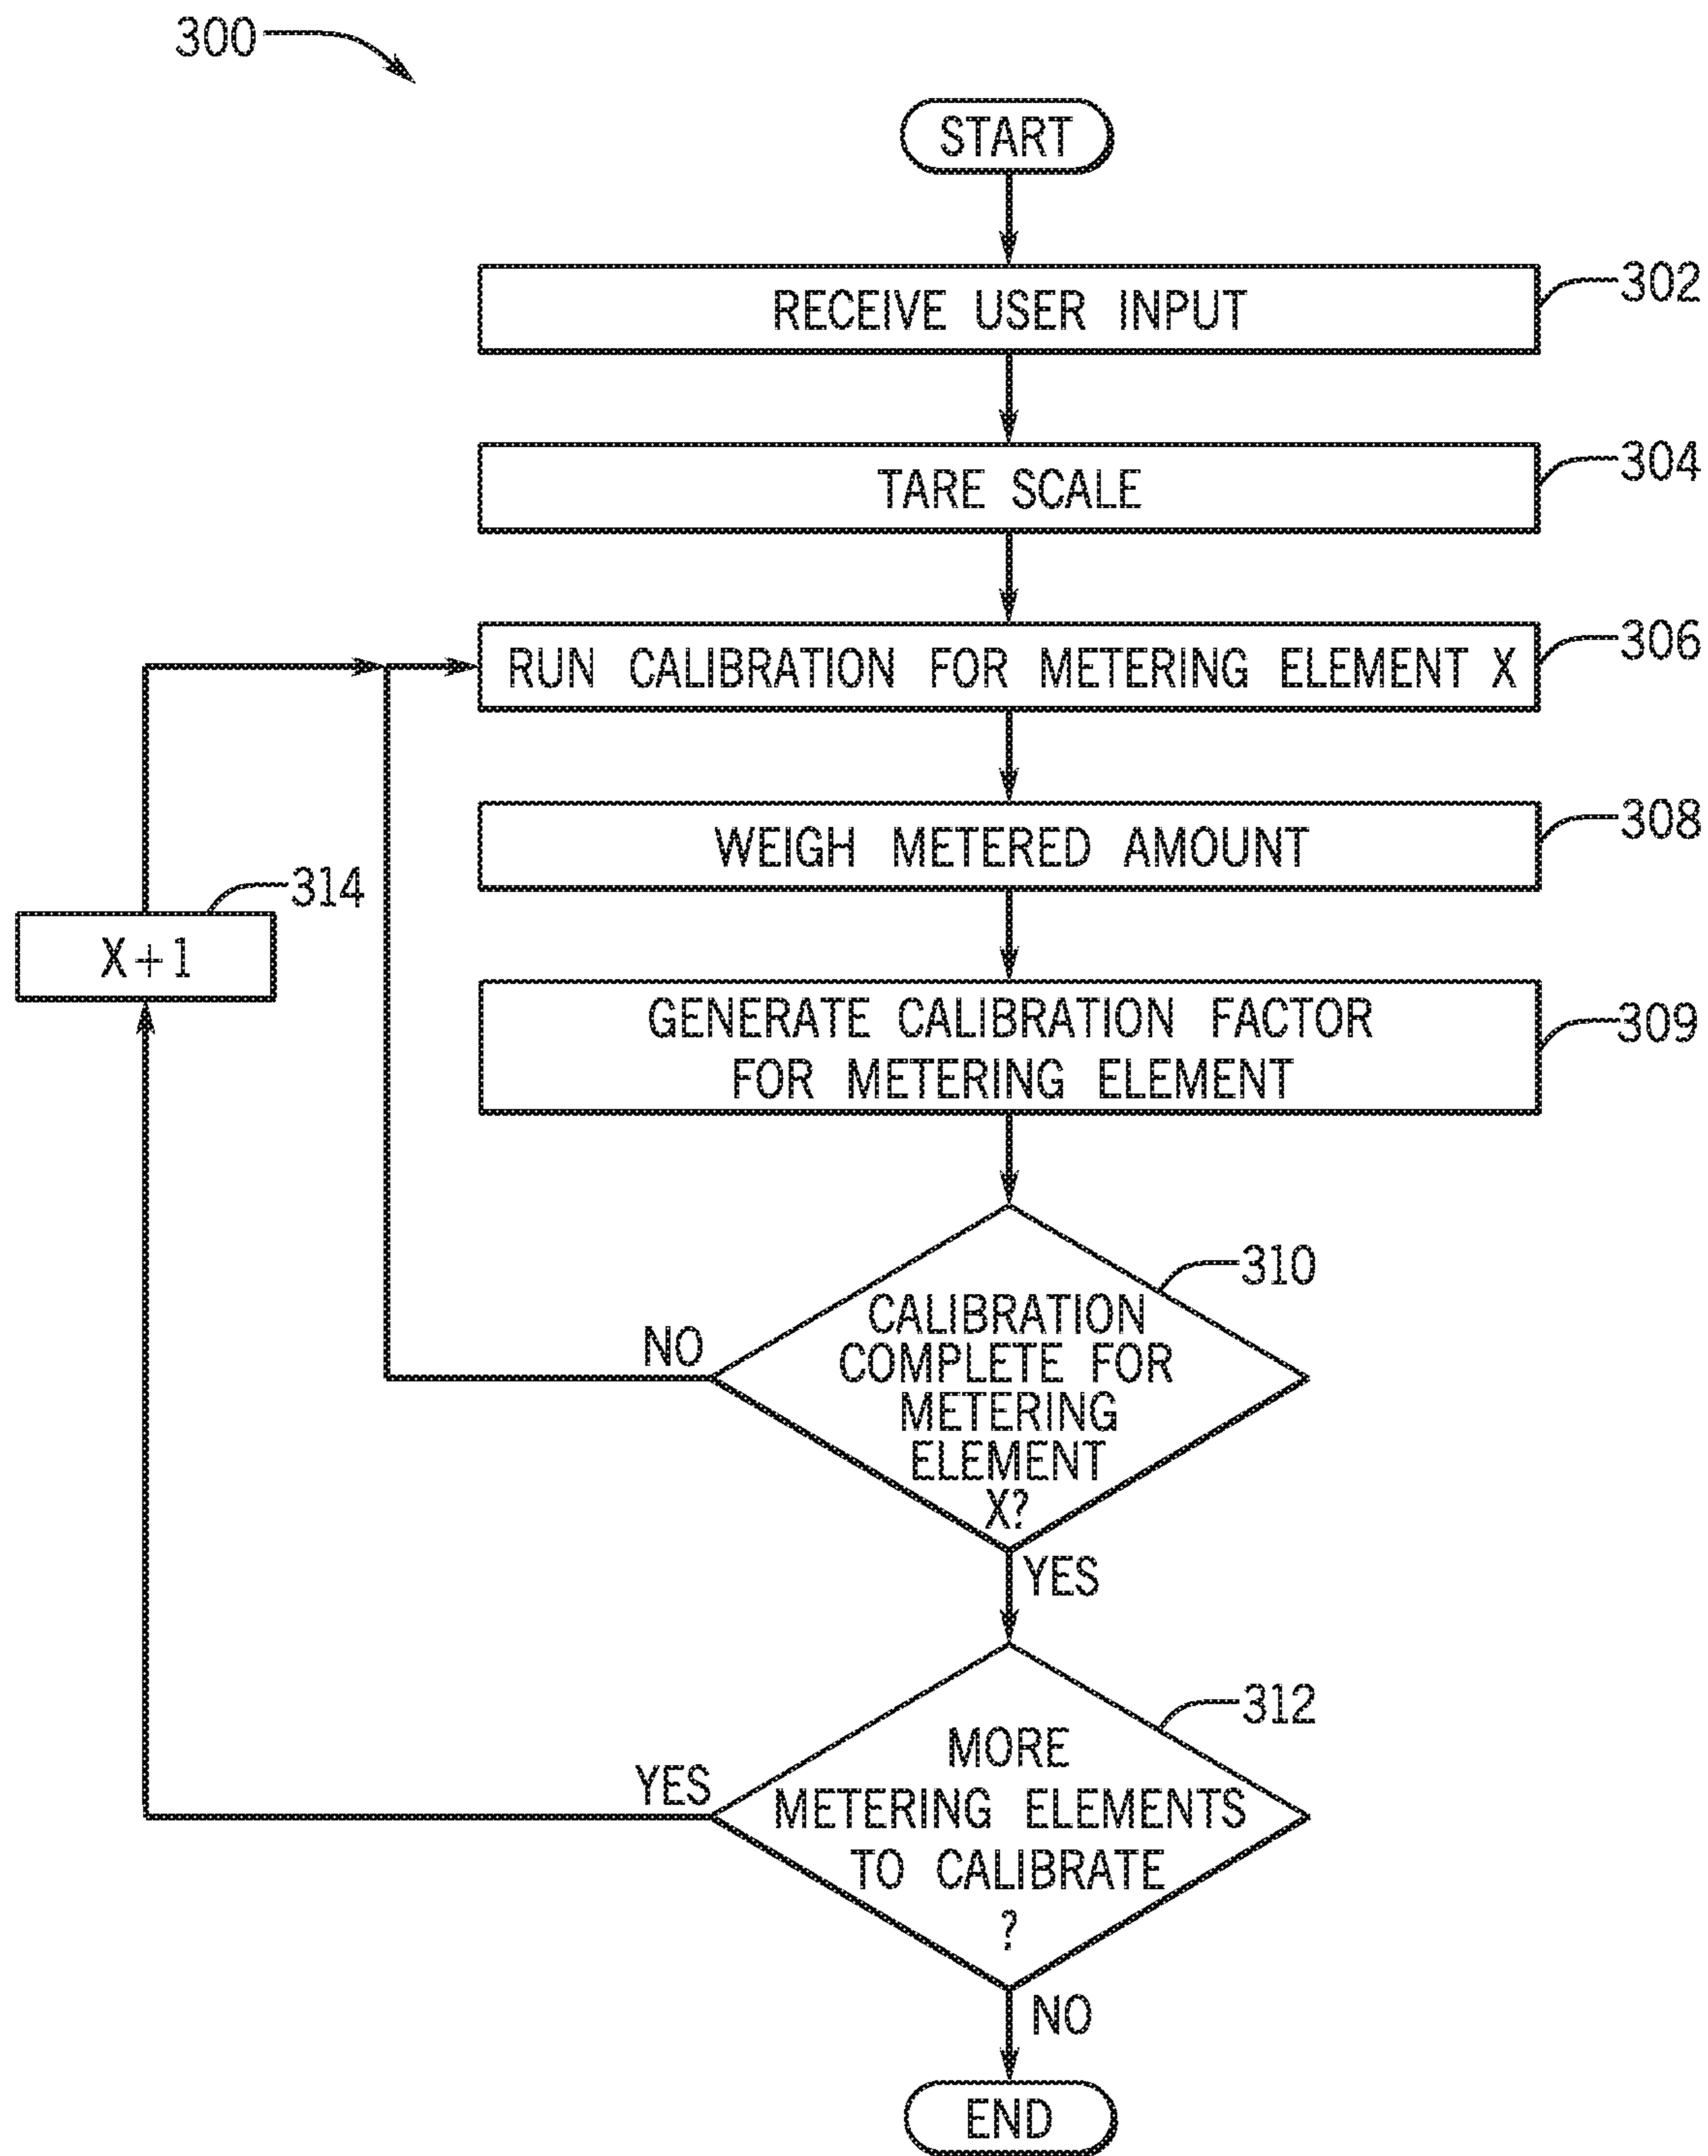 300
START
RECEIVE USER INPUT
302
TARE SCALE
304
RUN CALIBRATION FOR METERING ELEMENT X
306
WEIGH METERED AMOUNT
308
314
X+1
GENERATE CALIBRATION FACTOR
FOR METERING ELEMENT
309
310
CALIBRATION
COMPLETE FOR
METERING
ELEMENT
X?
NO
YES
312
MORE
METERING ELEMENTS
TO CALIBRATE
?
YES
NO
END